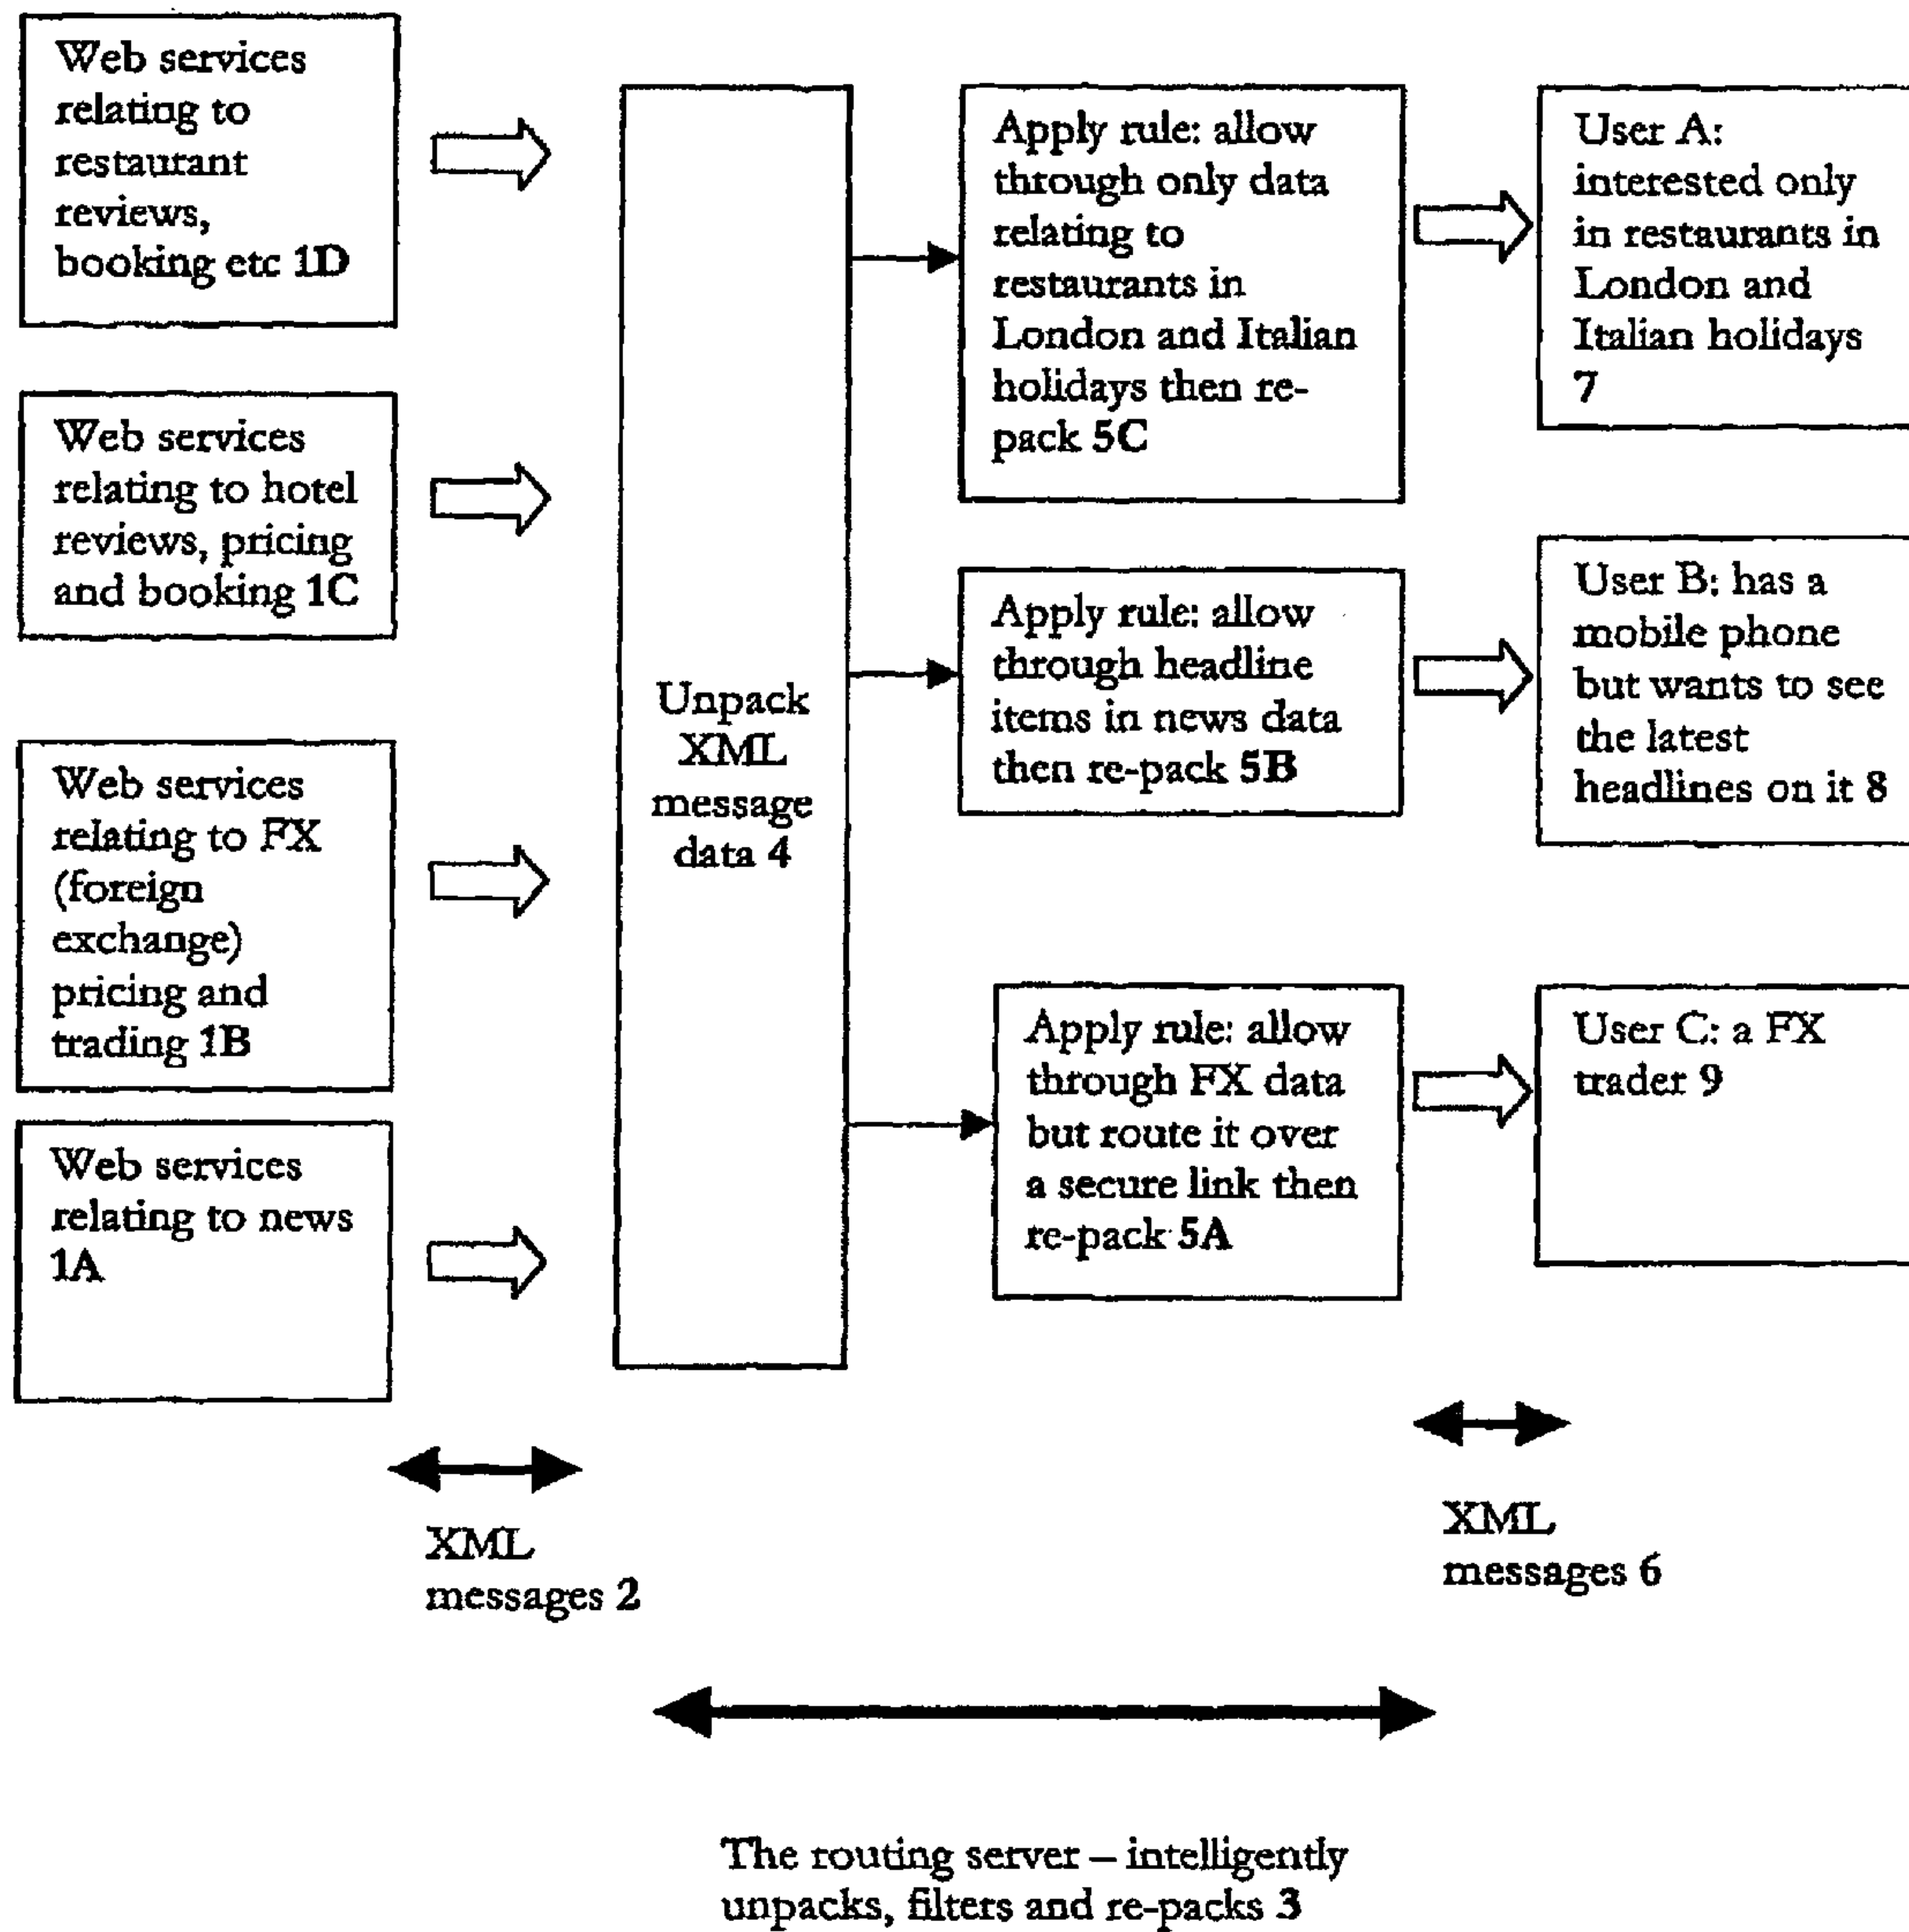 Web services
relating to
restaurant
reviews,
booking etc 1D
Web services
relating to hotel
reviews, pricing
and booking 1C
Web services
relating to FX
(foreign
exchange)
pricing and
trading 1B
Web services
relating to news
1A
XML
messages 2
Unpack
XML
message
data 4
Apply rule: allow
through only data
relating to
restaurants in
London and Italian
holidays then re-
pack 5C
Apply rule: allow
through headline
items in news data
then re-pack 5B
Apply rule: allow
through FX data
but route it over
a secure link then
re-pack 5A
User A:
interested only
in restaurants in
London and
Italian holidays
7
User B: has a
mobile phone
but wants to see
the latest
headlines on it 8
User C: a FX
trader 9
XML
messages 6
The routing server – intelligently
unpacks, filters and re-packs 3